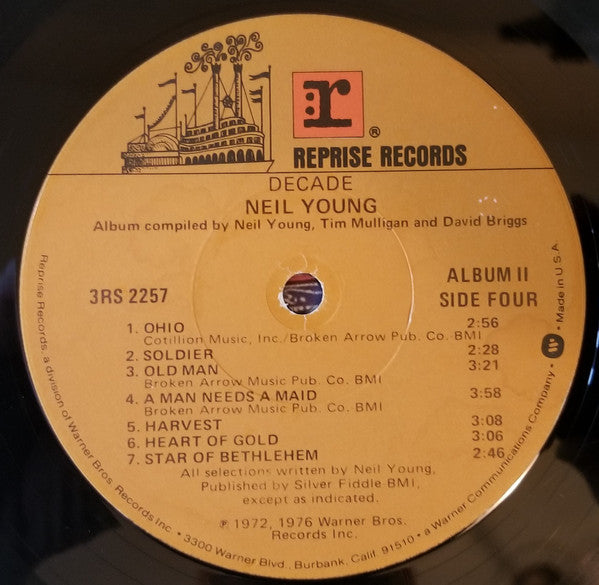 r
®
REPRISE RECORDS
DECADE
NEIL YOUNG
Album compiled by Neil Young, Tim Mulligan and David Briggs
3RS 2257
ALBUM II
SIDE FOUR
1. OHIO 2:56
Cotillion Music, Inc./Broken Arrow Pub. Co. BMI
2. SOLDIER 2:28
3. OLD MAN 3:21
Broken Arrow Music Pub. Co. BMI
4. A MAN NEEDS A MAID 3:58
Broken Arrow Music Pub. Co. BMI
5. HARVEST 3:08
6. HEART OF GOLD 3:06
7. STAR OF BETHLEHEM 2:46
All selections written by Neil Young,
Published by Silver Fiddle BMI,
except as indicated.
℗ 1972, 1976 Warner Bros.
Records Inc.
Reprise Records, a division of Warner Bros. Records Inc. • 3300 Warner Blvd., Burbank, Calif. 91510 • a Warner Communications Company • W • Made in U.S.A.